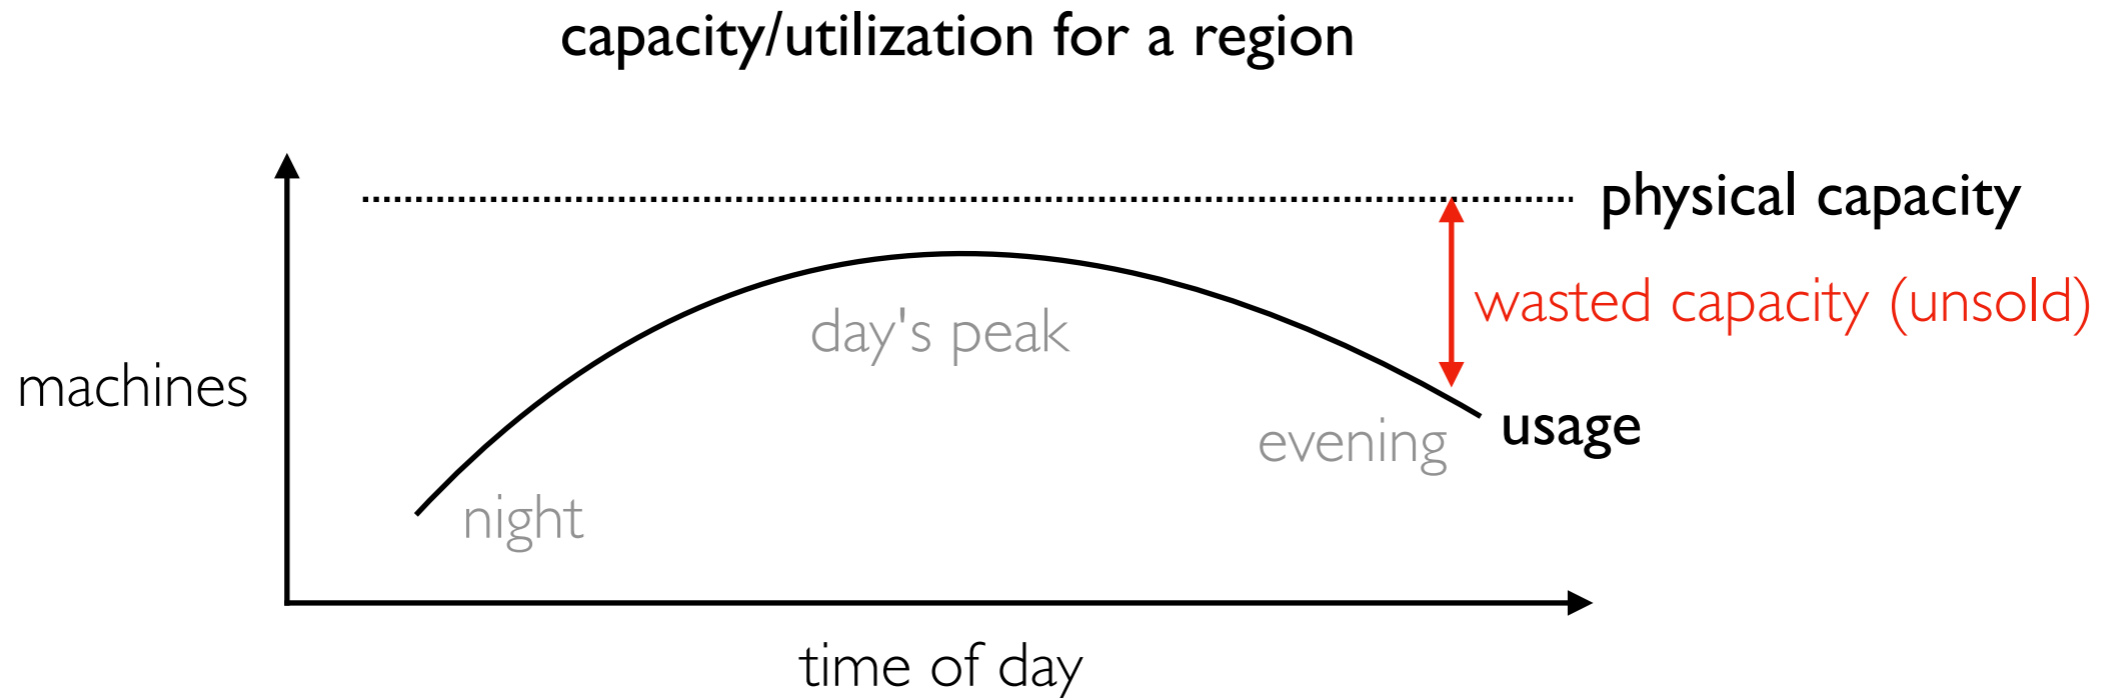 capacity/utilization for a region
physical capacity
wasted capacity (unsold)
day's peak
machines
usage
evening
night
time of day